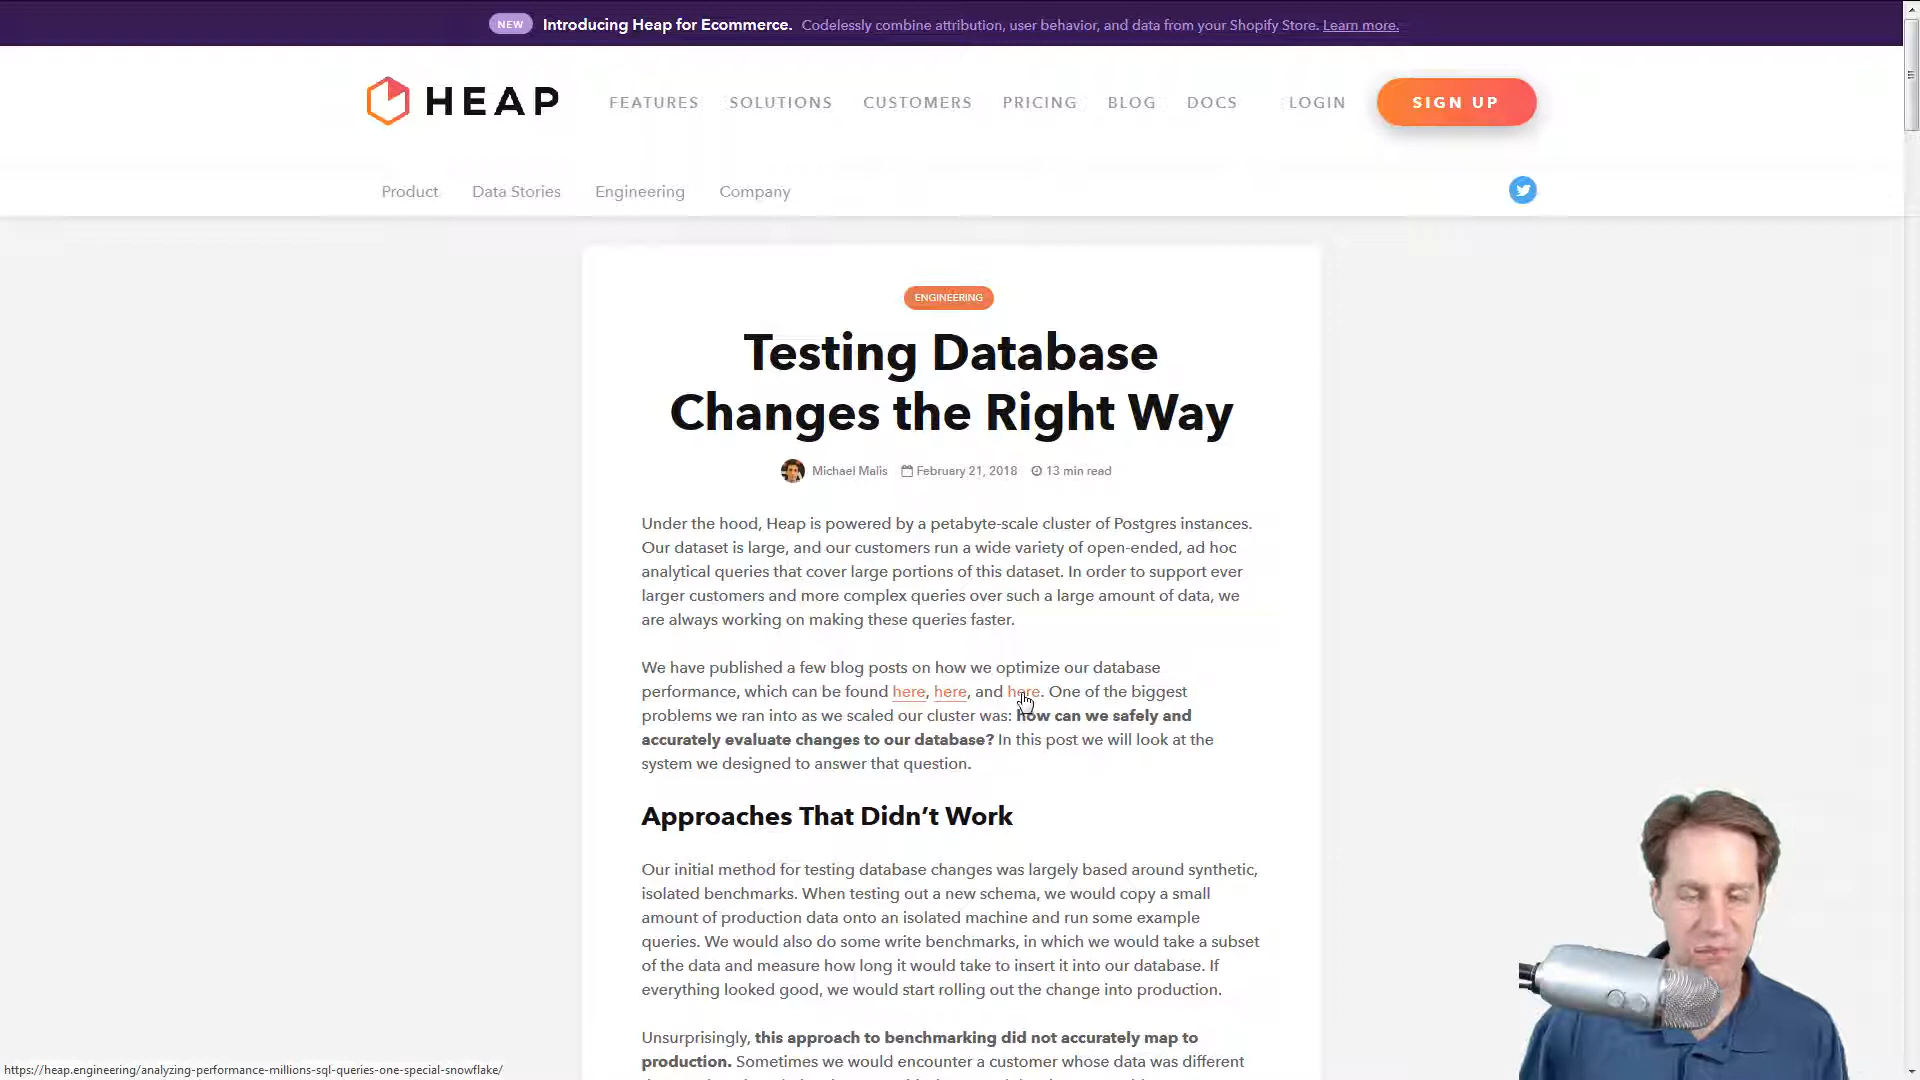 NEW Introducing Heap for Ecommerce. Codelessly combine attribution, user behavior, and data from your Shopify Store. Learn more.
HEAP FEATURES SOLUTIONS CUSTOMERS PRICING BLOG DOCS LOGIN SIGN UP
Product Data Stories Engineering Company
ENGINEERING
Testing Database
Changes the Right Way
Michael Malis February 21, 2018 13 min read
Under the hood, Heap is powered by a petabyte-scale cluster of Postgres instances.
Our dataset is large, and our customers run a wide variety of open-ended, ad hoc
analytical queries that cover large portions of this dataset. In order to support ever
larger customers and more complex queries over such a large amount of data, we
are always working on making these queries faster.
We have published a few blog posts on how we optimize our database
performance, which can be found here, here, and here. One of the biggest
problems we ran into as we scaled our cluster was: how can we safely and
accurately evaluate changes to our database? In this post we will look at the
system we designed to answer that question.
Approaches That Didn't Work
Our initial method for testing database changes was largely based around synthetic,
isolated benchmarks. When testing out a new schema, we would copy a small
amount of production data onto an isolated machine and run some example
queries. We would also do some write benchmarks, in which we would take a subset
of the data and measure how long it would take to insert it into our database. If
everything looked good, we would start rolling out the change into production.
Unsurprisingly, this approach to benchmarking did not accurately map to
production. Sometimes we would encounter a customer whose data was different
https://heap.engineering/analyzing-performance-millions-sql-queries-one-special-snowflake/